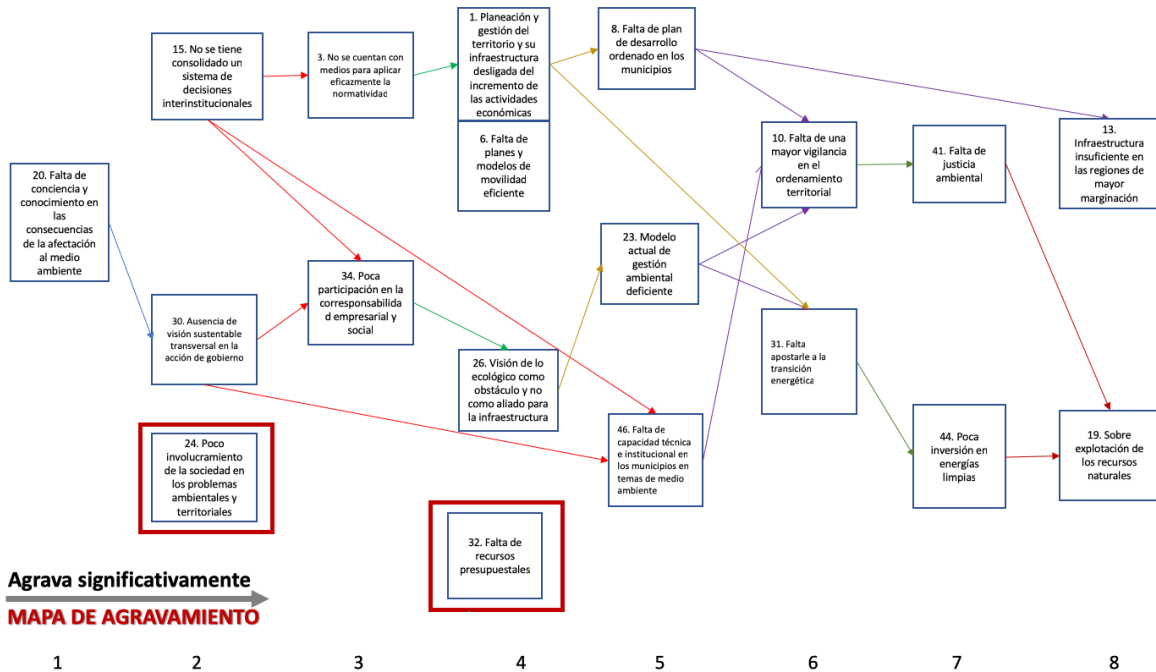 15. No se tiene
consolidado un
sistema de
decisiones
interinstitucionales
3. No se cuentan con
medios para aplicar
eficazmente la
normatividad
1. Planeación y
gestión del
territorio y su
infraestructura
desligada del
incremento de
las actividades
económicas
8. Falta de plan
de desarrollo
ordenado en los
municipios
6. Falta de
planes y
modelos de
movilidad
eficiente
10. Falta de una
mayor vigilancia
en el
ordenamiento
territorial
41. Falta de
justicia
ambiental
13.
Infraestructura
insuficiente en
las regiones de
mayor
marginación
20. Falta de
conciencia y
conocimiento en
las
consecuencias
de la afectación
al medio
ambiente
23. Modelo
actual de
gestión
ambiental
deficiente
34. Poca
participación en la
corresponsabilida
d empresarial y
social
30. Ausencia de
visión sustentable
transversal en la
acción de gobierno
26. Visión de lo
ecológico como
obstáculo y no
como aliado para
la infraestructura
31. Falta
apostarle a la
transición
energética
24. Poco
involucramiento
de la sociedad en
los problemas
ambientales y
territoriales
46. Falta de
capacidad técnica
e institucional en
los municipios en
temas de medio
ambiente
44. Poca
inversión en
energías
limpias
19. Sobre
explotación de
los recursos
naturales
32. Falta de
recursos
presupuestales
Agrava significativamente
MAPA DE AGRAVAMIENTO
1 2 3 4 5 6 7 8